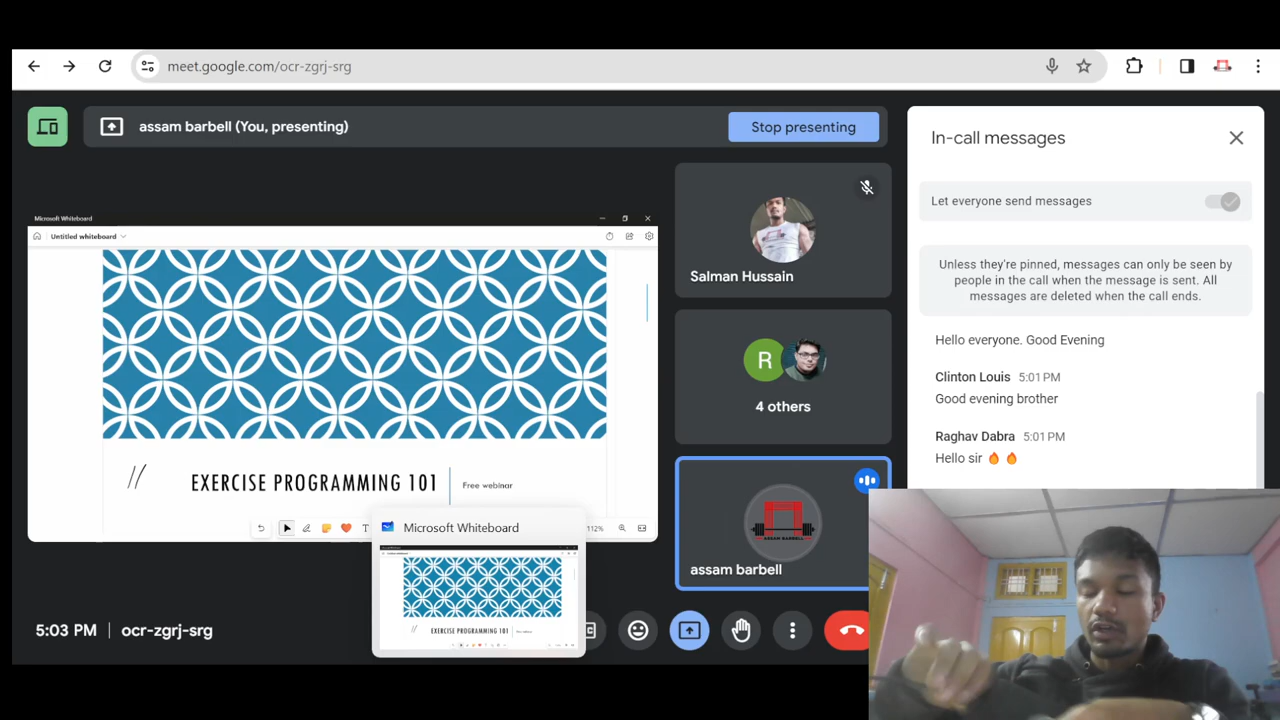 meet.google.com/ocr-zgrj-srg
assam barbell (You, presenting)
Stop presenting
In-call messages
Let everyone send messages
Unless they're pinned, messages can only be seen by
people in the call when the message is sent. All
messages are deleted when the call ends.
Hello everyone. Good Evening
Clinton Louis 5:01 PM
Good evening brother
Raghav Dabra 5:01 PM
Hello sir 🔥 🔥
Microsoft Whiteboard
Untitled whiteboard
// EXERCISE PROGRAMMING 101
Free webinar
T
112%
Salman Hussain
R
4 others
ASSAM BARBELL
assam barbell
Microsoft Whiteboard
EXERCISE PROGRAMMING 101
5:03 PM
ocr-zgrj-srg